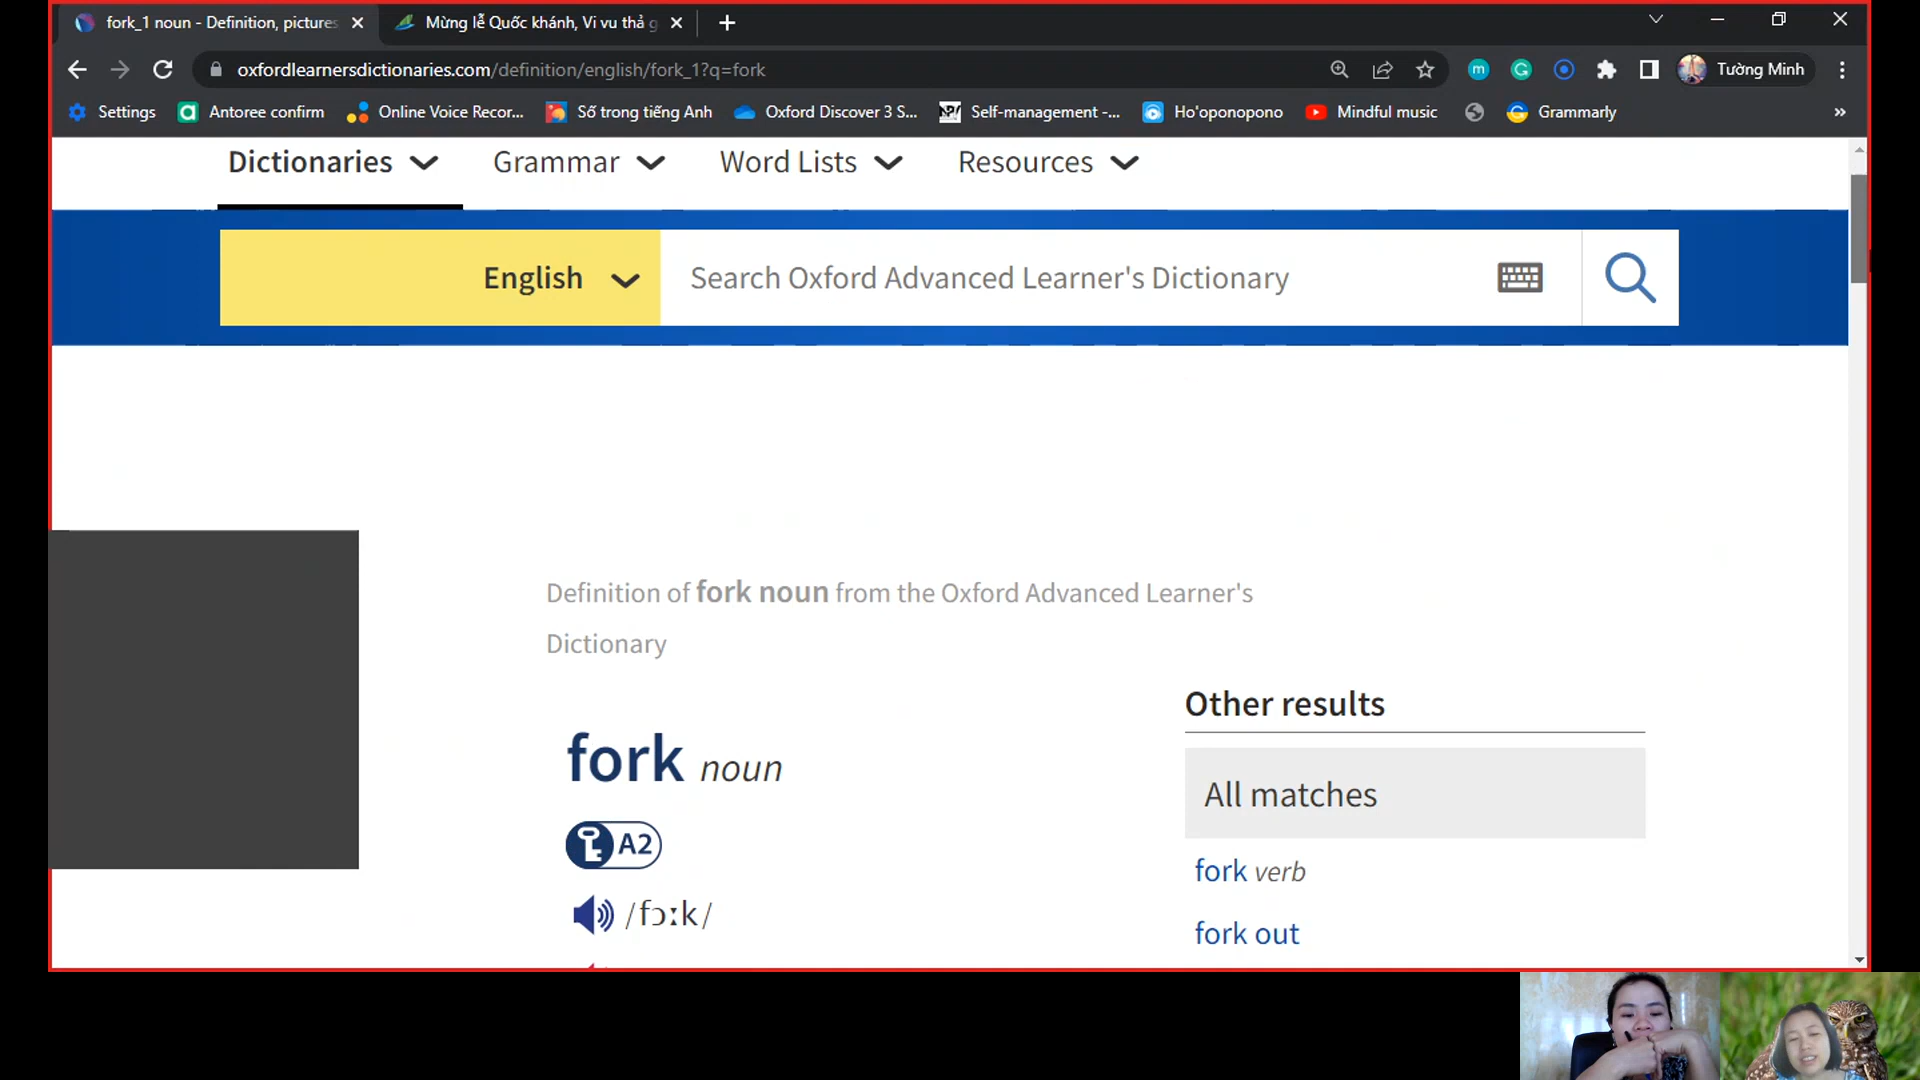 fork_1 noun - Definition, pictures
Mừng lễ Quốc khánh, Vi vu thả g
oxfordlearnersdictionaries.com/definition/english/fork_1?q=fork
Tường Minh
Settings
Antoree confirm
Online Voice Recor...
Số trong tiếng Anh
Oxford Discover 3 S...
Self-management -...
Ho'oponopono
Mindful music
Grammarly
Dictionaries
Grammar
Word Lists
Resources
English
Search Oxford Advanced Learner's Dictionary
Definition of fork noun from the Oxford Advanced Learner's
Dictionary
fork noun
A2
/fɔːk/
Other results
All matches
fork verb
fork out